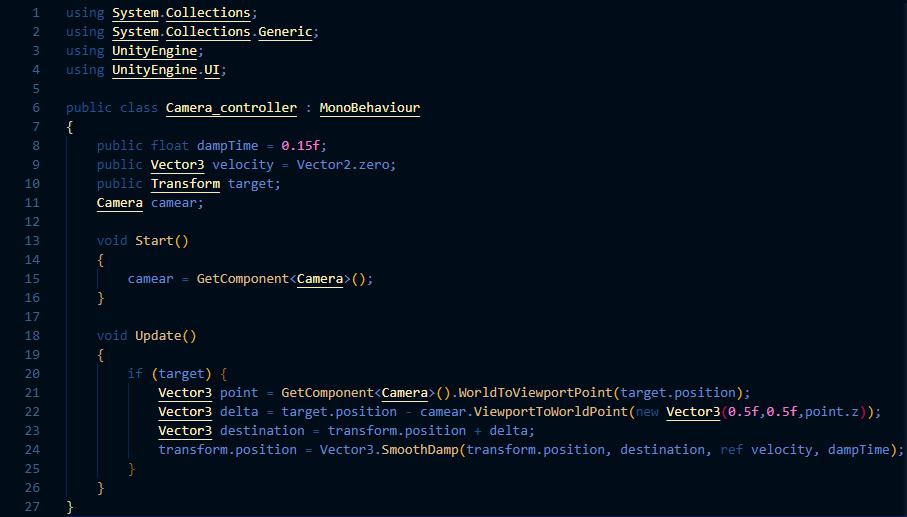 1 using System.Collections;
2 using System.Collections.Generic;
3 using UnityEngine;
4 using UnityEngine.UI;
5
6 public class Camera_controller : MonoBehaviour
7 {
8     public float dampTime = 0.15f;
9     public Vector3 velocity = Vector2.zero;
10     public Transform target;
11     Camera camear;
12
13     void Start()
14     {
15         camear = GetComponent<Camera>();
16     }
17
18     void Update()
19     {
20         if (target) {
21             Vector3 point = GetComponent<Camera>().WorldToViewportPoint(target.position);
22             Vector3 delta = target.position - camear.ViewportToWorldPoint(new Vector3(0.5f,0.5f,point.z));
23             Vector3 destination = transform.position + delta;
24             transform.position = Vector3.SmoothDamp(transform.position, destination, ref velocity, dampTime);
25         }
26     }
27 }